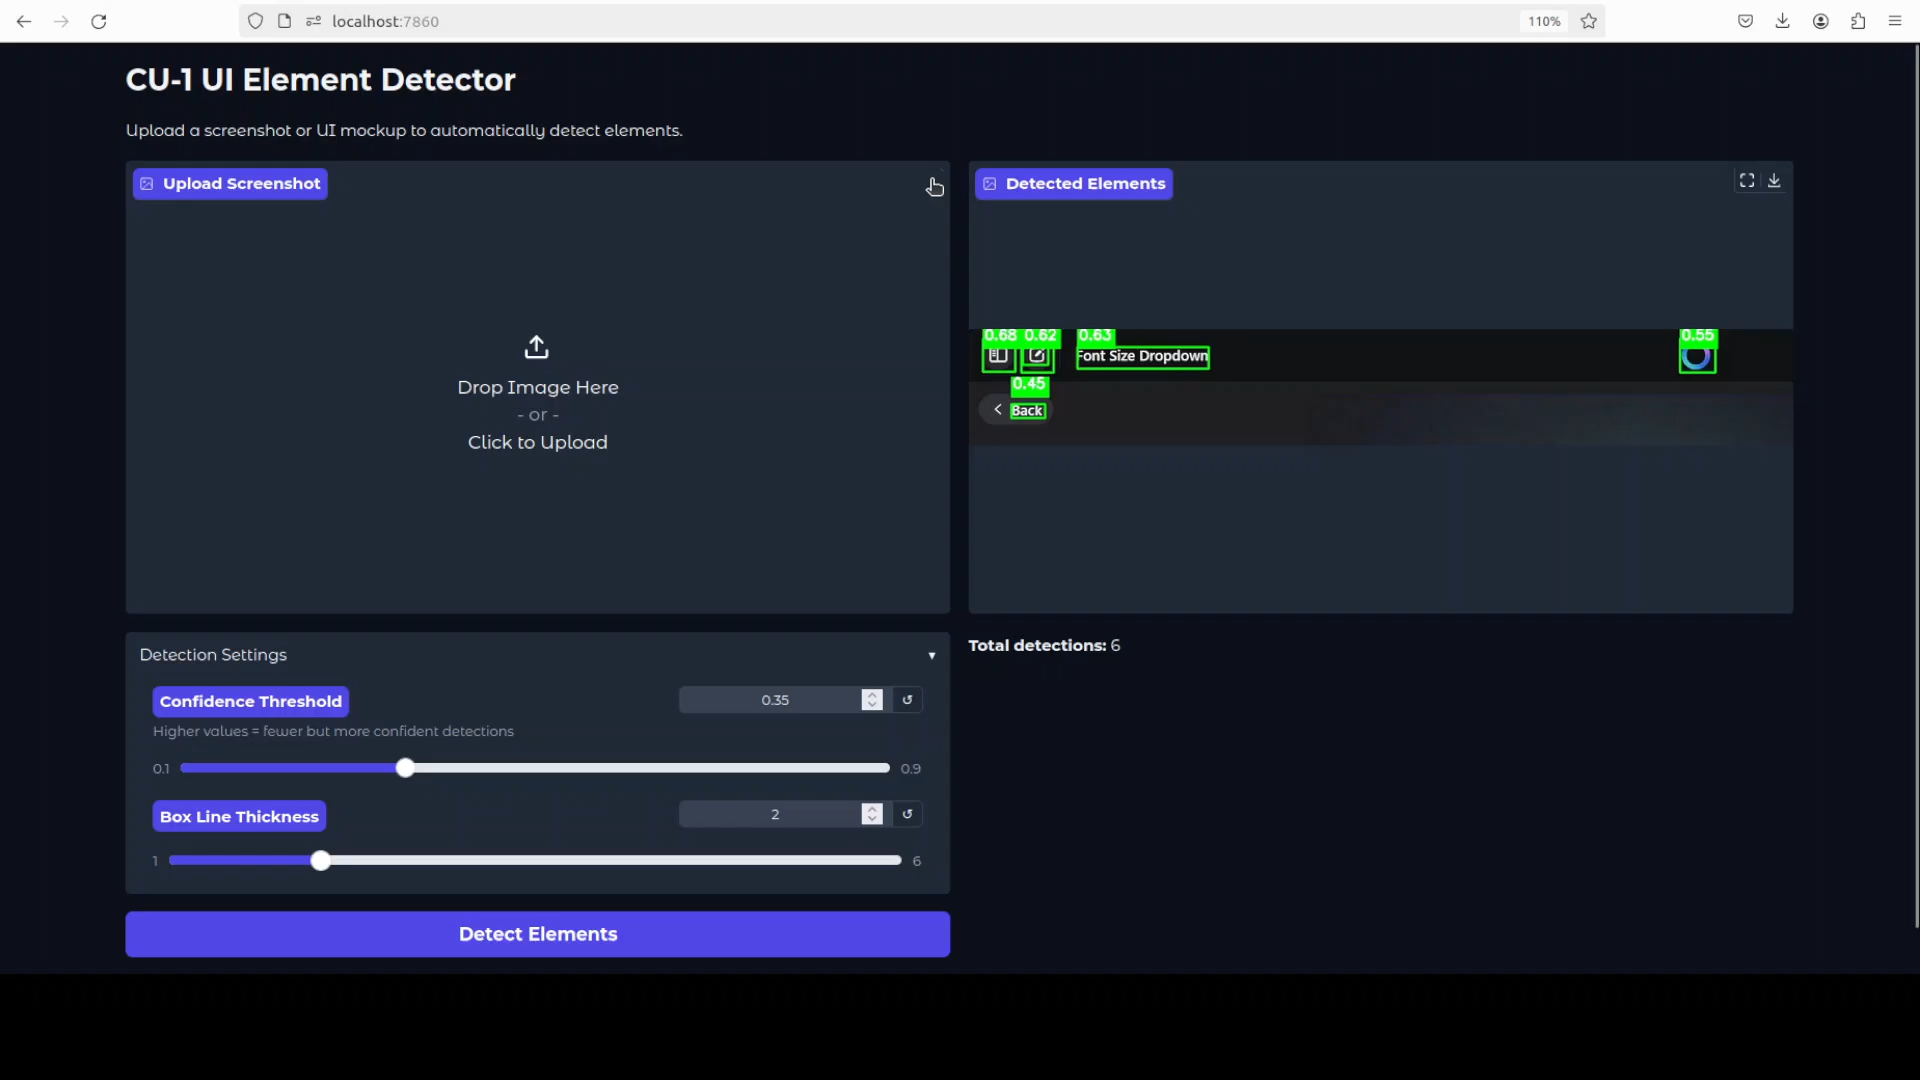 localhost:7860
110%
CU-1 UI Element Detector
Upload a screenshot or UI mockup to automatically detect elements.
Upload Screenshot
Drop Image Here
- or -
Click to Upload
Detected Elements
0.68 0.62 0.63 0.55
Font Size Dropdown
0.45
Back
Detection Settings
Confidence Threshold
0.35
Higher values = fewer but more confident detections
0.1
0.9
Box Line Thickness
2
1
6
Detect Elements
Total detections: 6